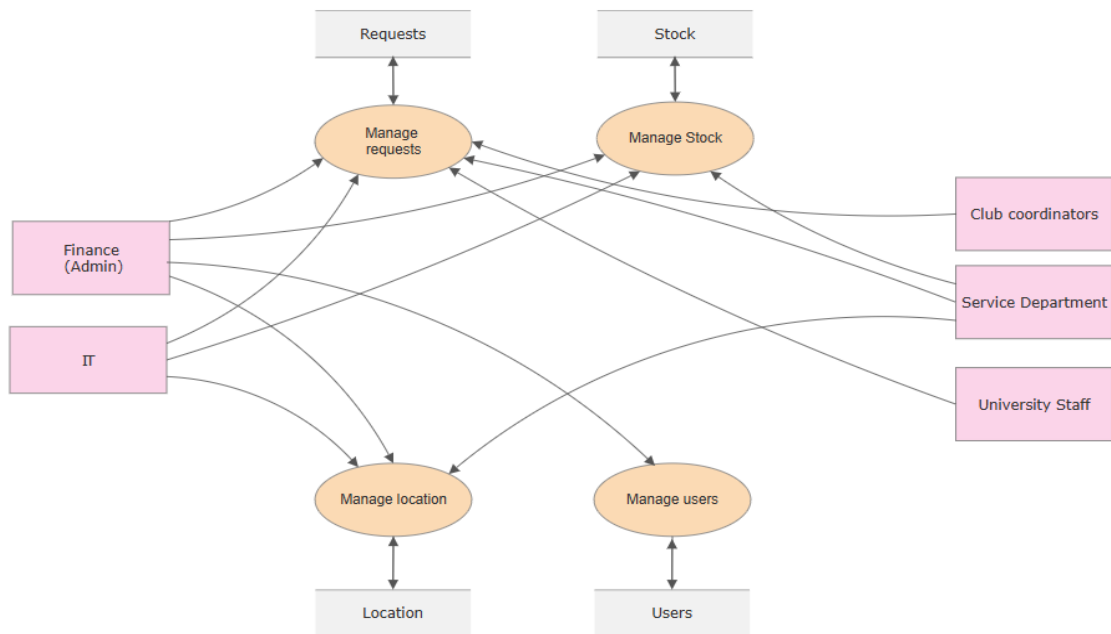 Requests
Stock
Manage
requests
Manage Stock
Club coordinators
Finance
(Admin)
Service Department
IT
University Staff
Manage location
Manage users
Location
Users